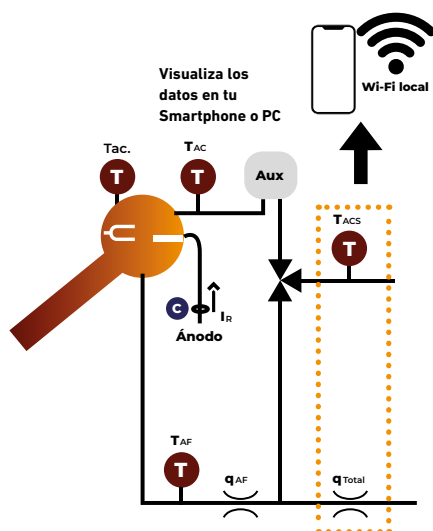 Wi-Fi local
Visualiza los
datos en tu
Smartphone o PC
Tac.
T
TAC
T
Aux
TACS
T
C
IR
Ánodo
TAF
T
qAF
qTotal